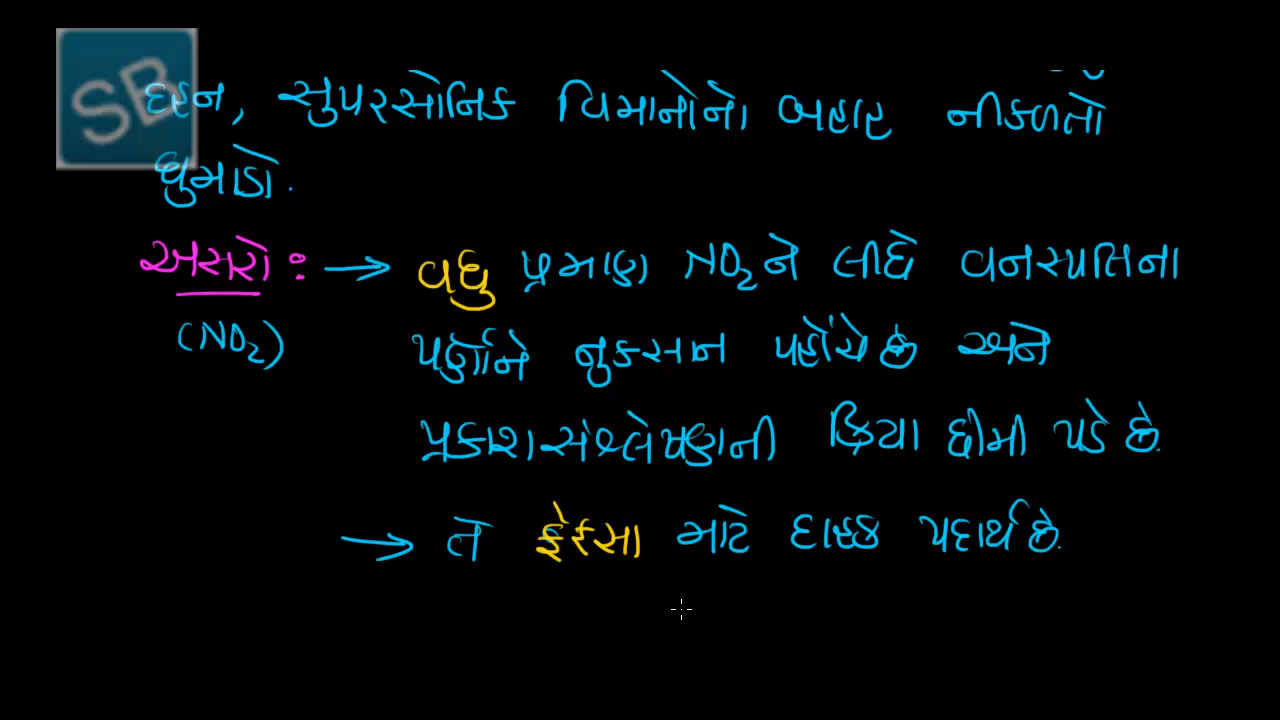 SB
દહન, સુપરસોનિક વિમાનોનો બહાર નીકળતો
ધુમાડો.
અસરો : → વધુ પ્રમાણ NO₂ને લીધે વનસ્પતિના
(NO₂) પર્ણોને નુકસાન પહોંચે છે અને
પ્રકાશસંશ્લેષણની ક્રિયા ધીમી પડે છે.
→ તે ફેફસા માટે દાહક પદાર્થ છે.